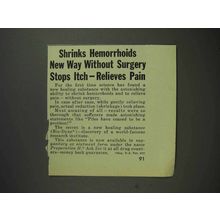 Shrinks Hemorrhoids
New Way Without Surgery
Stops Itch—Relieves Pain
For the first time science has found a
new healing substance with the astonishing
ability to shrink hemorrhoids and to relieve
pain — without surgery.
In case after case, while gently relieving
pain, actual reduction (shrinkage) took place.
Most amazing of all — results were so
thorough that sufferers made astonishing
statements like "Piles have ceased to be a
problem!"
The secret is a new healing substance
(Bio-Dyne®)—discovery of a world-famous
research institute.
This substance is now available in sup-
pository or ointment form under the name
Preparation H.® Ask for it at all drug count-
ers—money back guarantee.
91